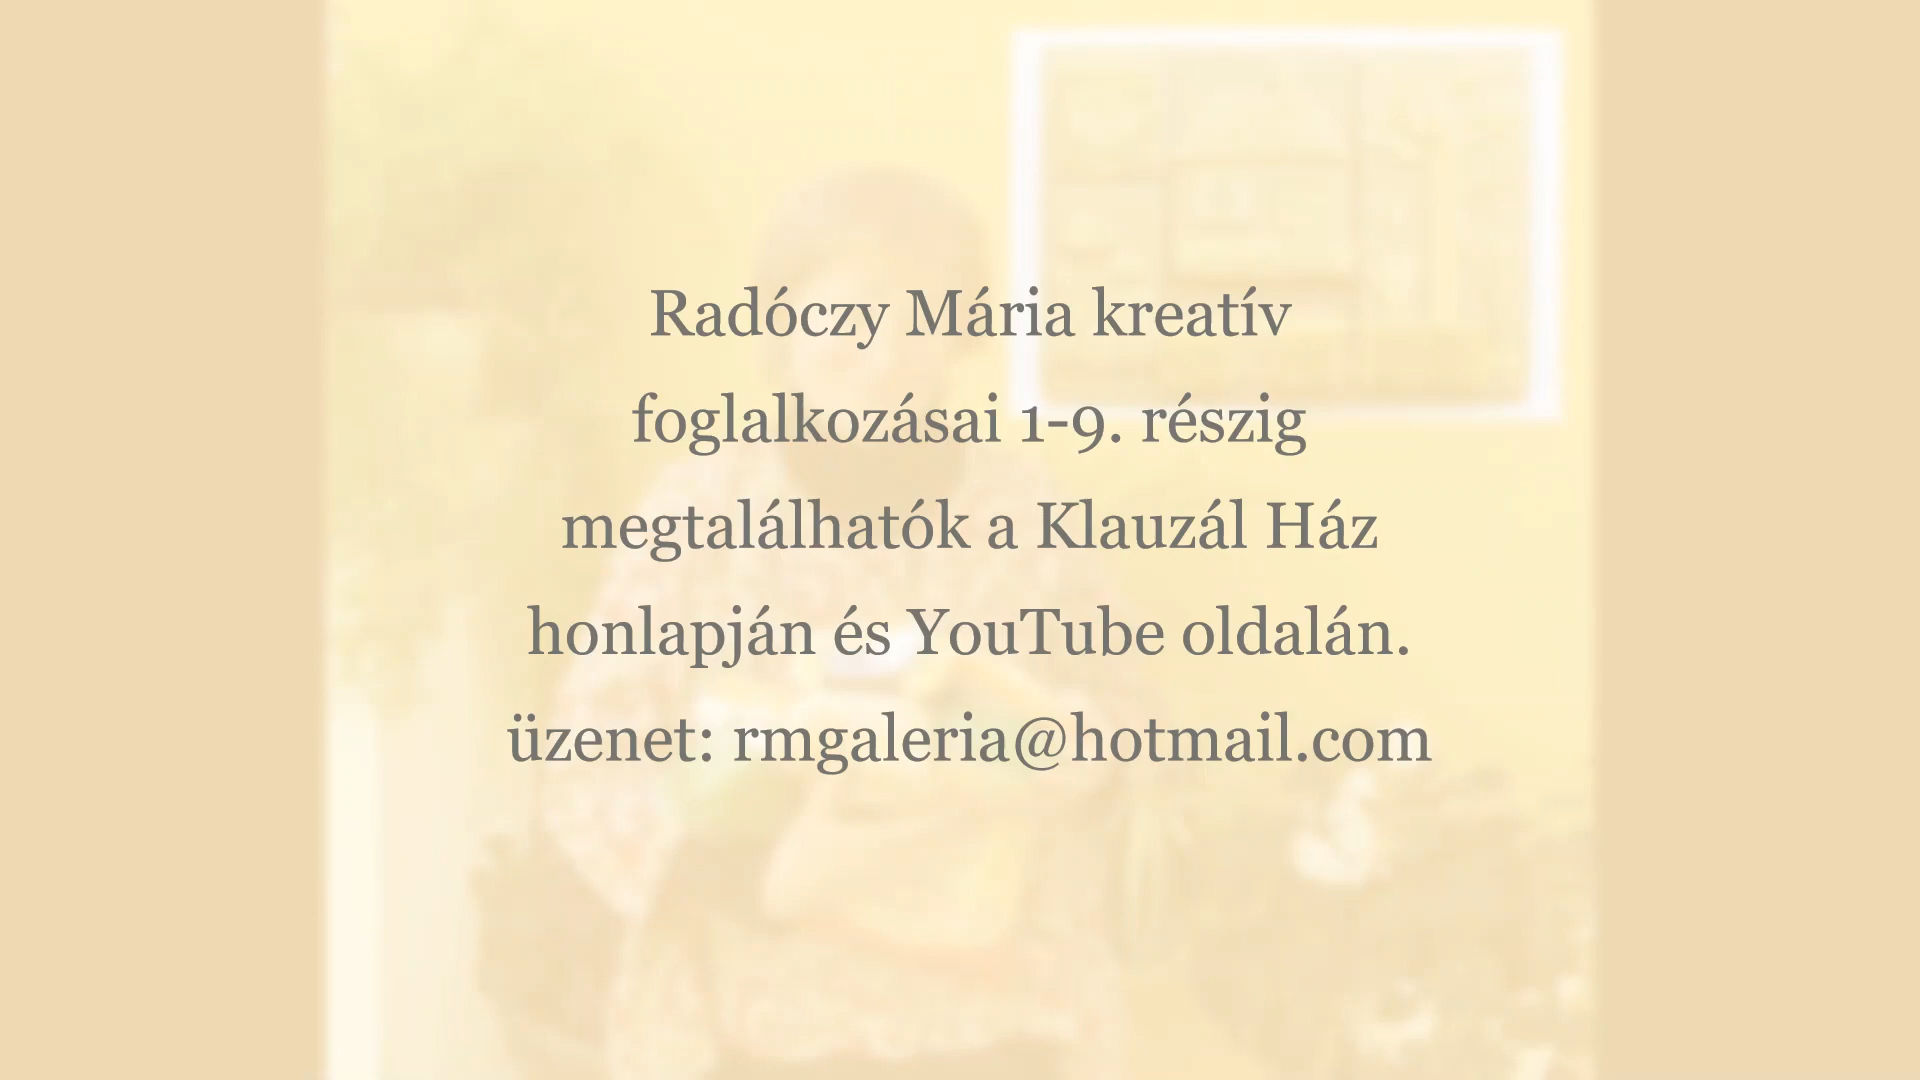 Radóczy Mária kreatív
foglalkozásai 1-9. részig
megtalálhatók a Klauzál Ház
honlapján és YouTube oldalán.
üzenet: rmgaleria@hotmail.com